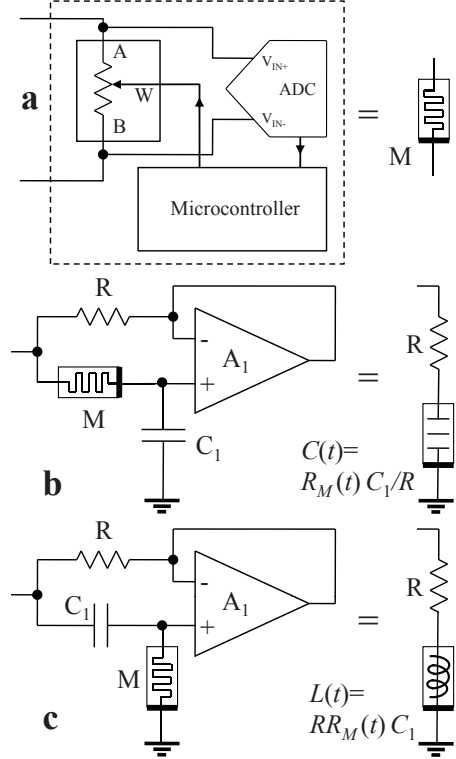 A
V_IN+
a
W
ADC
=
B
V_IN-
M
Microcontroller
R
-
A_1
R
+
=
M
C_1
C(t)=
b
R_M(t) C_1/R
R
-
C_1
A_1
R
+
=
M
L(t)=
c
RR_M(t) C_1